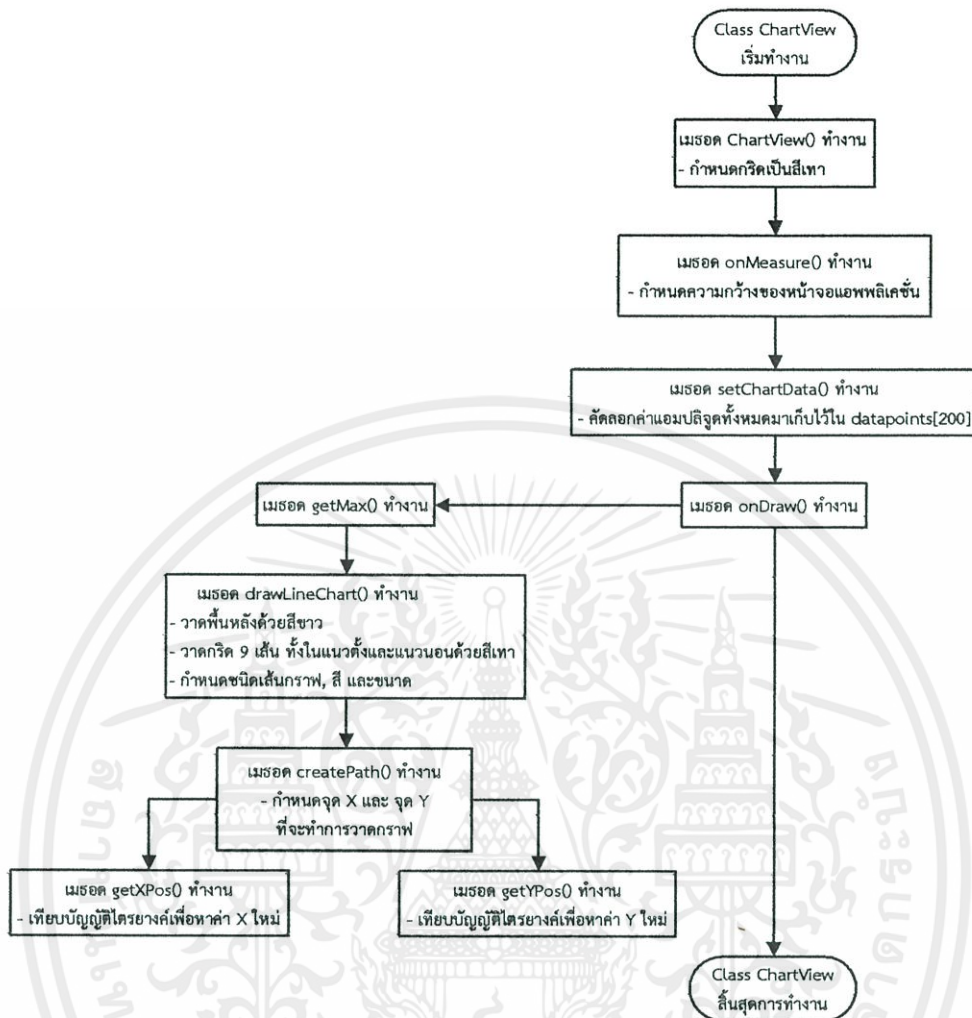 Class ChartView
เริ่มทำงาน
เมธอด ChartView() ทำงาน
- กำหนดกริดเป็นสีเทา
เมธอด onMeasure() ทำงาน
- กำหนดความกว้างของหน้าจอแอพพลิเคชั่น
เมธอด setChartData() ทำงาน
- คัดลอกค่าแอมปลิจูดทั้งหมดมาเก็บไว้ใน datapoints[200]
เมธอด getMax() ทำงาน
เมธอด onDraw() ทำงาน
เมธอด drawLineChart() ทำงาน
- วาดพื้นหลังด้วยสีขาว
- วาดกริด 9 เส้น ทั้งในแนวตั้งและแนวนอนด้วยสีเทา
- กำหนดชนิดเส้นกราฟ, สี และขนาด
เมธอด createPath() ทำงาน
- กำหนดจุด X และ จุด Y
ที่จะทำการวาดกราฟ
เมธอด getXPos() ทำงาน
- เทียบบัญญัติไตรยางค์เพื่อหาค่า X ใหม่
เมธอด getYPos() ทำงาน
- เทียบบัญญัติไตรยางค์เพื่อหาค่า Y ใหม่
Class ChartView
สิ้นสุดการทำงาน